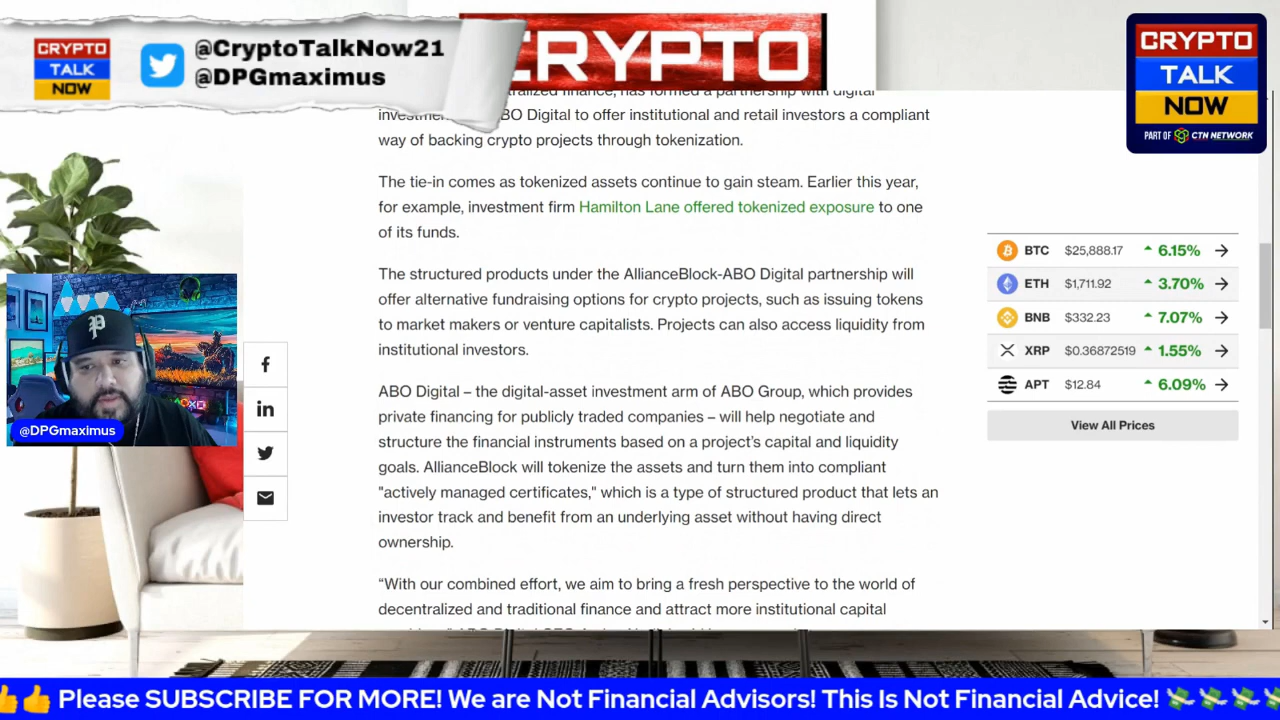 CRYPTO
TALK
NOW
@CryptoTalkNow21
@DPGmaximus
CRYPTO
CRYPTO
TALK
NOW
PART OF CTN NETWORK
finance, has formed a partnership with digital
BO Digital to offer institutional and retail investors a compliant
way of backing crypto projects through tokenization.
The tie-in comes as tokenized assets continue to gain steam. Earlier this year,
for example, investment firm Hamilton Lane offered tokenized exposure to one
of its funds.
The structured products under the AllianceBlock-ABO Digital partnership will
offer alternative fundraising options for crypto projects, such as issuing tokens
to market makers or venture capitalists. Projects can also access liquidity from
institutional investors.
ABO Digital – the digital-asset investment arm of ABO Group, which provides
private financing for publicly traded companies – will help negotiate and
structure the financial instruments based on a project's capital and liquidity
goals. AllianceBlock will tokenize the assets and turn them into compliant
"actively managed certificates," which is a type of structured product that lets an
investor track and benefit from an underlying asset without having direct
ownership.
“With our combined effort, we aim to bring a fresh perspective to the world of
decentralized and traditional finance and attract more institutional capital
BTC $25,888.17 6.15%
ETH $1,711.92 3.70%
BNB $332.23 7.07%
XRP $0.36872519 1.55%
APT $12.84 6.09%
View All Prices
@DPGmaximus
Please SUBSCRIBE FOR MORE! We are Not Financial Advisors! This Is Not Financial Advice!